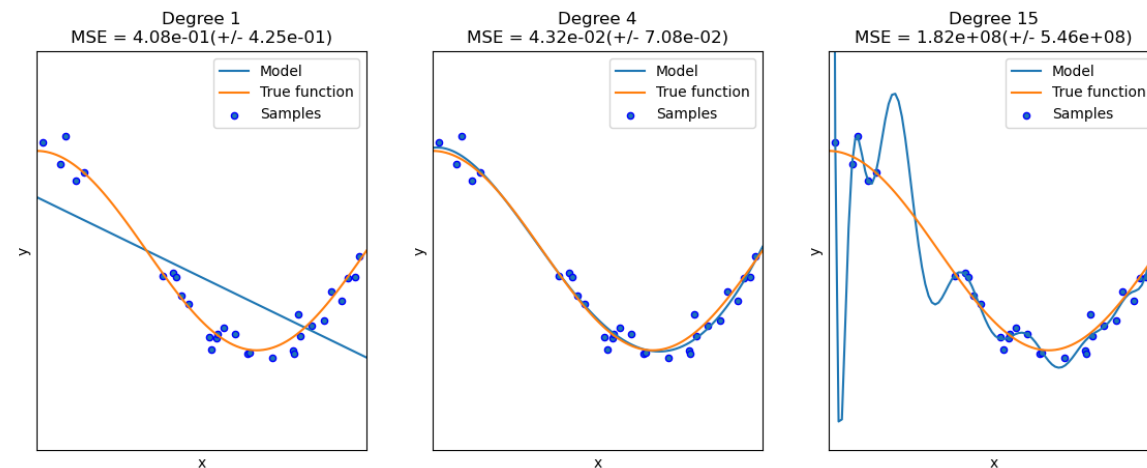 Degree 1
MSE = 4.08e-01(+/- 4.25e-01)
Model
True function
Samples
y
x
Degree 4
MSE = 4.32e-02(+/- 7.08e-02)
Model
True function
Samples
y
x
Degree 15
MSE = 1.82e+08(+/- 5.46e+08)
Model
True function
Samples
y
x